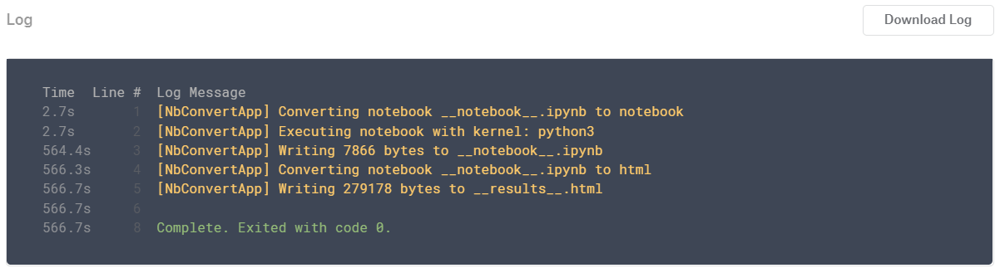 Log
Download Log
Time Line # Log Message
2.7s 1 [NbConvertApp] Converting notebook __notebook__.ipynb to notebook
2.7s 2 [NbConvertApp] Executing notebook with kernel: python3
564.4s 3 [NbConvertApp] Writing 7866 bytes to __notebook__.ipynb
566.3s 4 [NbConvertApp] Converting notebook __notebook__.ipynb to html
566.7s 5 [NbConvertApp] Writing 279178 bytes to __results__.html
566.7s 6
566.7s 8 Complete. Exited with code 0.